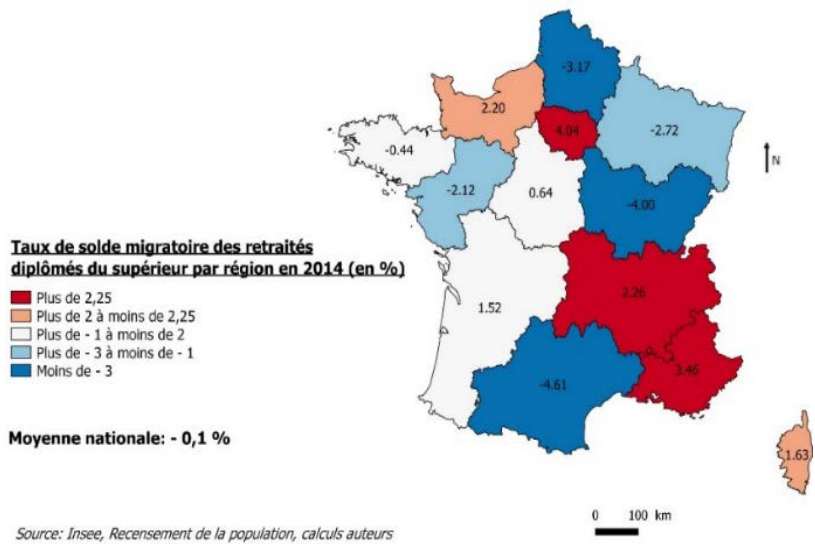 -3.17
2.20
4.04
-2.72
-0.44
N
-2.12
0.64
-4.00
Taux de solde migratoire des retraités
diplômés du supérieur par région en 2014 (en %)
Plus de 2,25
Plus de 2 à moins de 2,25
Plus de - 1 à moins de 2
Plus de - 3 à moins de - 1
Moins de - 3
1.52
2.26
3.46
-4.61
Moyenne nationale: - 0,1 %
1.63
0 100 km
Source: Insee, Recensement de la population, calculs auteurs